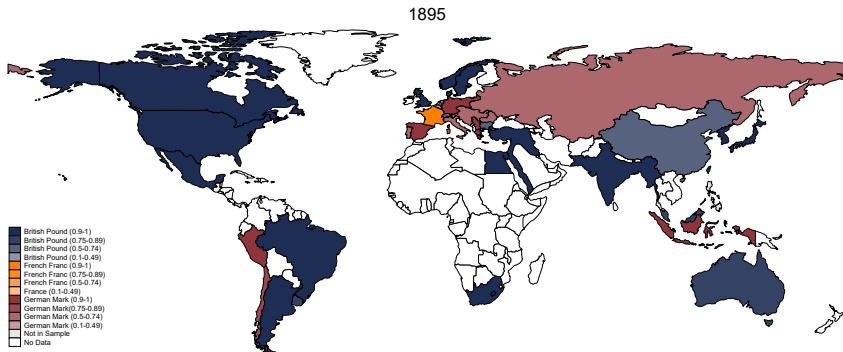 1895
British Pound (0.9-1)
British Pound (0.75-0.89)
British Pound (0.5-0.74)
British Pound (0.1-0.49)
French Franc (0.9-1)
French Franc (0.75-0.89)
French Franc (0.5-0.74)
France (0.1-0.49)
German Mark (0.9-1)
German Mark(0.75-0.89)
German Mark (0.5-0.74)
German Mark (0.1-0.49)
Not in Sample
No Data